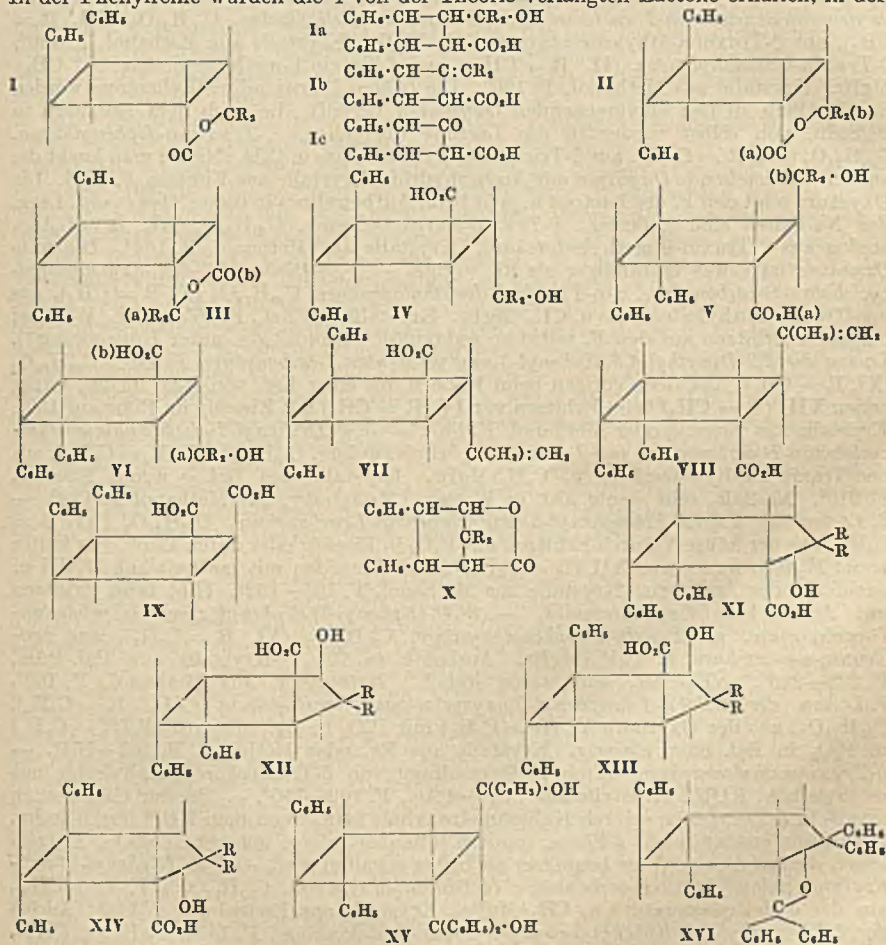 In der Pachyreihe wurden die 4 von der Theorie verlangten Lactone erhalten, in der
C₆H₅
C₆H₅
I
O
CR₂
OC
Ia C₆H₅·CH—CH·CR₂·OH
C₆H₅·CH—CH·CO₂H
Ib C₆H₅·CH—C:CR₂
C₆H₅·CH—CH·CO₂H
Ic C₆H₅·CH—CO
C₆H₅·CH—CH·CO₂H
C₆H₅
II
CR₂(b)
O
C₆H₅ (a)OC
C₆H₅
CO(b)
O
C₆H₅ (a)R₂C III
C₆H₅
HO₂C
CR₂·OH
C₆H₅ IV
(b)CR₂·OH
C₆H₅
C₆H₅ V CO₂H(a)
(b)HO₂C
C₆H₅
C₆H₅ VI (a)CR₂·OH
C₆H₅
HO₂C
C₆H₅ VII C(CH₃):CH₂
C(CH₃):CH₂
C₆H₅
C₆H₅ VIII CO₂H
C₆H₅
C₆H₅ HO₂C CO₂H
IX
C₆H₅·CH—CH—O
CR₂
C₆H₅·CH—CH—CO
X
R
R
C₆H₅ OH
C₆H₅ CO₂H XI
HO₂C OH
R
R
C₆H₅
C₆H₅ XII
C₆H₅ HO₂C OH
R
R
C₆H₅ XIII
C₆H₅
R
R
OH
C₆H₅ XIV CO₂H
C₆H₅ C(C₆H₅)·OH
C₆H₅ XV C(C₆H₅)₂·OH
C₆H₅
C₆H₅
C₆H₅
C₆H₅ O
XVI C
C₆H₅ C₆H₅